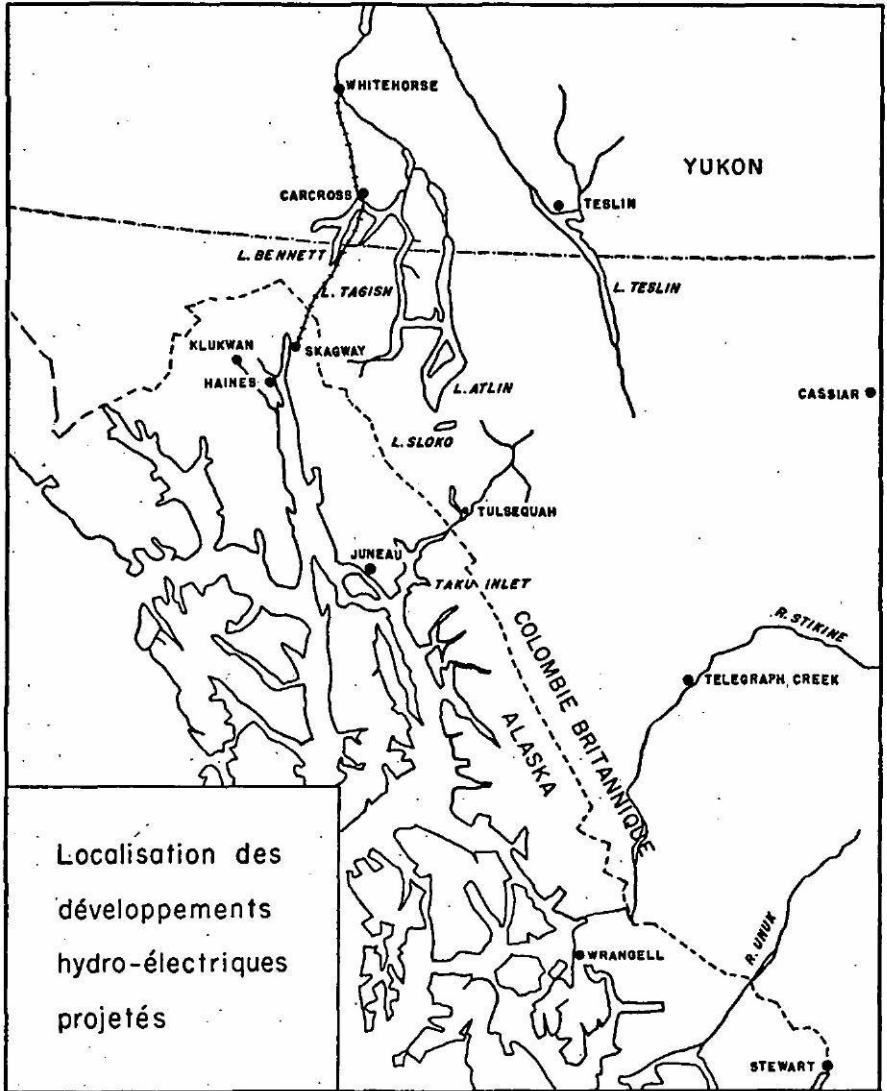 WHITEHORSE
YUKON
CARCROSS
TESLIN
L. BENNETT
L. TAGISH
L. TESLIN
KLUKWAN
SKAGWAY
HAINES
L. ATLIN
CASSIAR
L. SLOKO
TULSEQUAH
JUNEAU
TAKU INLET
COLOMBIE BRITANNIQUE
ALASKA
R. STIKINE
TELEGRAPH CREEK
Localisation des
développements
hydro-électriques
projetés
WRANGELL
R. UNUK
STEWART